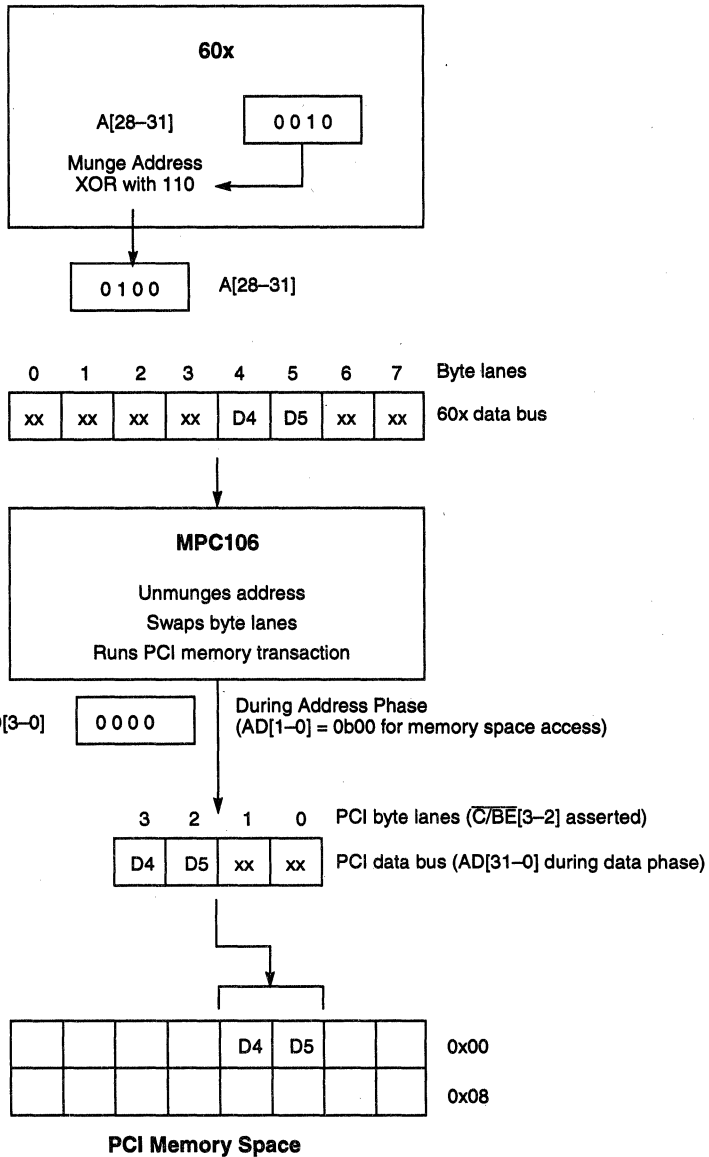 60x
A[28–31]
0 0 1 0
Munge Address
XOR with 110
0 1 0 0
A[28–31]
0 1 2 3 4 5 6 7 Byte lanes
xx xx xx xx D4 D5 xx xx 60x data bus
MPC106
Unmunges address
Swaps byte lanes
Runs PCI memory transaction
[3–0]
0 0 0 0
During Address Phase
(AD[1–0] = 0b00 for memory space access)
3 2 1 0 PCI byte lanes (C/BE[3–2] asserted)
D4 D5 xx xx PCI data bus (AD[31–0] during data phase)
D4 D5 0x00
0x08
PCI Memory Space